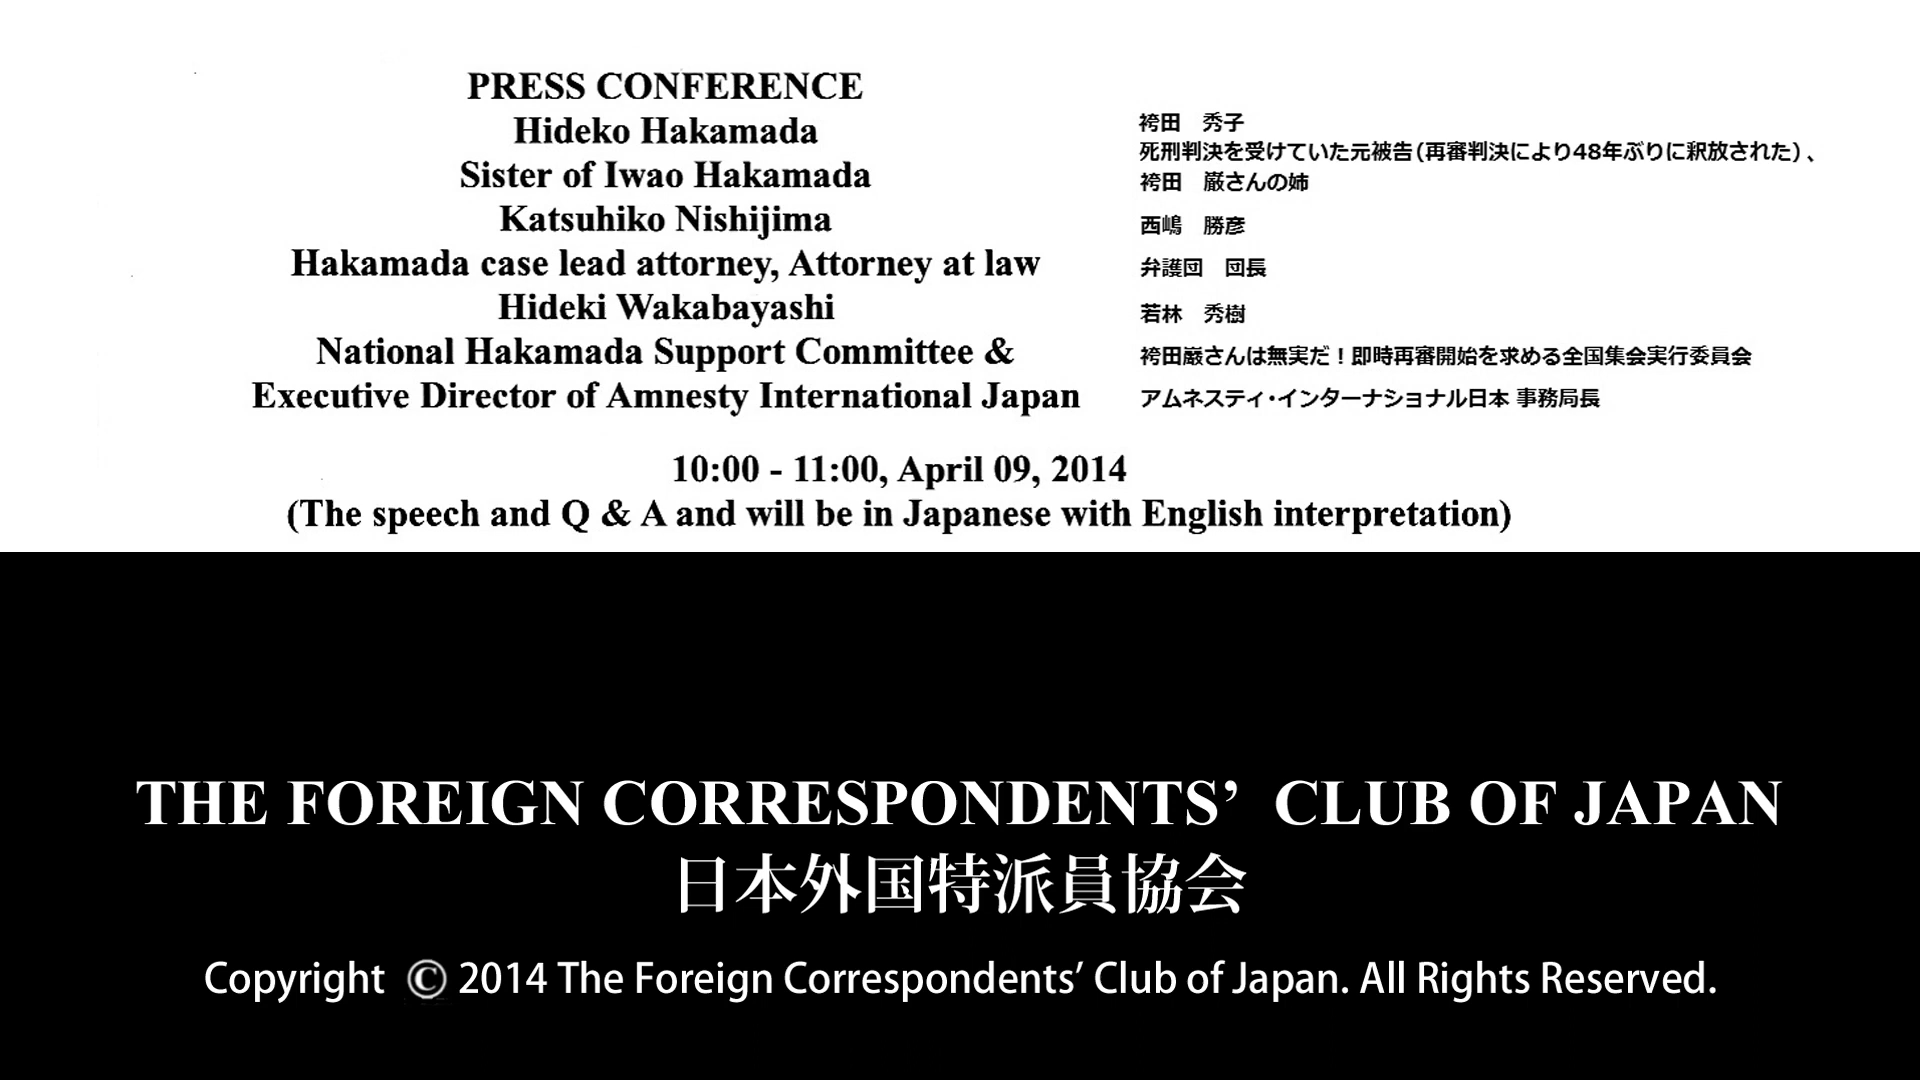 PRESS CONFERENCE
Hideko Hakamada
Sister of Iwao Hakamada
Katsuhiko Nishijima
Hakamada case lead attorney, Attorney at law
Hideki Wakabayashi
National Hakamada Support Committee &
Executive Director of Amnesty International Japan
袴田　秀子
死刑判決を受けていた元被告(再審判決により48年ぶりに釈放された)、
袴田　巌さんの姉
西嶋　勝彦
弁護団　団長
若林　秀樹
袴田巌さんは無実だ！即時再審開始を求める全国集会実行委員会
アムネスティ・インターナショナル日本 事務局長
10:00 - 11:00, April 09, 2014
(The speech and Q & A and will be in Japanese with English interpretation)
THE FOREIGN CORRESPONDENTS’ CLUB OF JAPAN
日本外国特派員協会
Copyright © 2014 The Foreign Correspondents’ Club of Japan. All Rights Reserved.